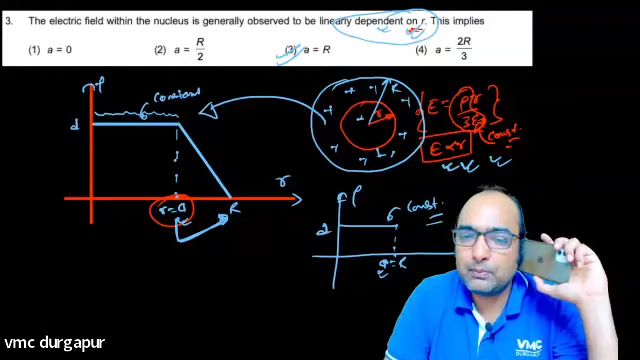 3. The electric field within the nucleus is generally observed to be linearly dependent on r. This implies
(1) a = 0 (2) a = R/2 (3) a = R (4) a = 2R/3
ρ
constant
d
r = a
R
r
R
r
E = ρr/3ε₀
const.
E ∝ r
ρ
const.
d
a = R
vmc durgapur
VMC